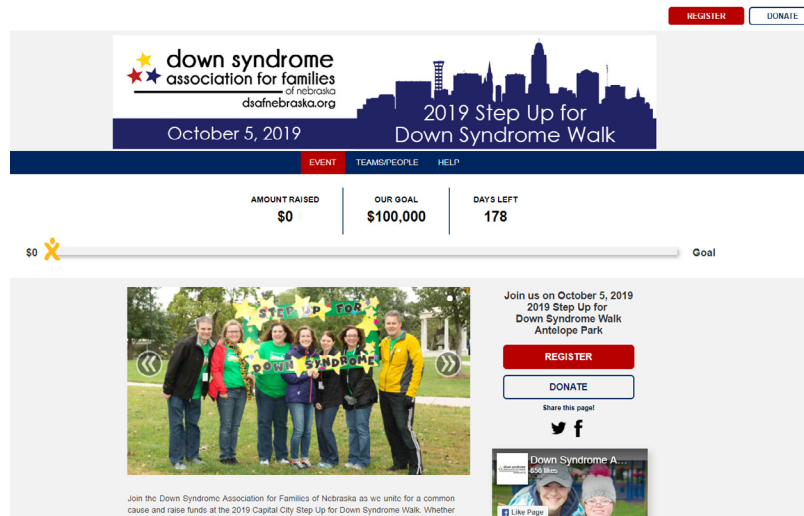 REGISTER
DONATE
down syndrome
association for families
of nebraska
dsafnebraska.org
October 5, 2019
2019 Step Up for
Down Syndrome Walk
EVENT
TEAMS/PEOPLE
HELP
AMOUNT RAISED
$0
OUR GOAL
$100,000
DAYS LEFT
178
$0
Goal
STEP UP FOR
DOWN SYNDROME
Join us on October 5, 2019
2019 Step Up for
Down Syndrome Walk
Antelope Park
REGISTER
DONATE
Share this page!
Down Syndrome A...
656 likes
Like Page
Join the Down Syndrome Association for Families of Nebraska as we unite for a common
cause and raise funds at the 2019 Capital City Step Up for Down Syndrome Walk. Whether